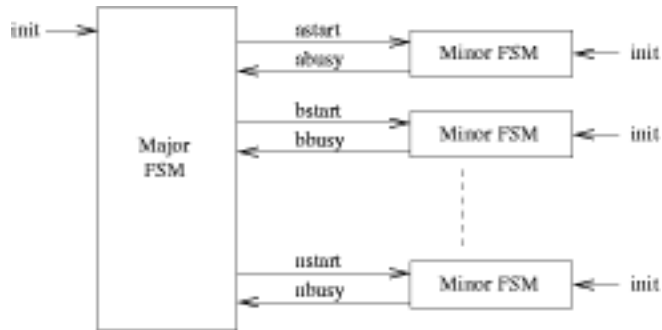 init
astart
abusy
Minor FSM
init
bstart
bbusy
Minor FSM
init
Major
FSM
nstart
nbusy
Minor FSM
init